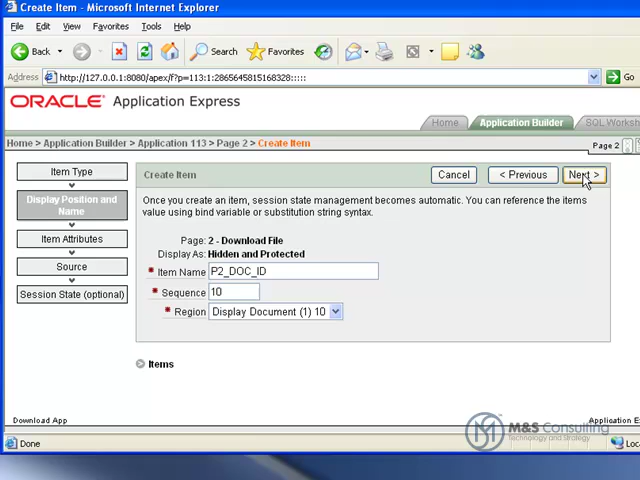 Create Item - Microsoft Internet Explorer
File Edit View Favorites Tools Help
Back Search Favorites
Address http://127.0.0.1:8080/apex/f?p=113:1:2865645815168328::::: Go
ORACLE Application Express
Home Application Builder SQL Worksh
Home > Application Builder > Application 113 > Page 2 > Create Item Page 2
Item Type
Display Position and Name
Item Attributes
Source
Session State (optional)
Create Item Cancel < Previous Next >
Once you create an item, session state management becomes automatic. You can reference the items
value using bind variable or substitution string syntax.
Page: 2 - Download File
Display As: Hidden and Protected
* Item Name P2_DOC_ID
* Sequence 10
* Region Display Document (1) 10
Items
Download App Application Ex
M&S Consulting
Technology and Strategy
Done Loc